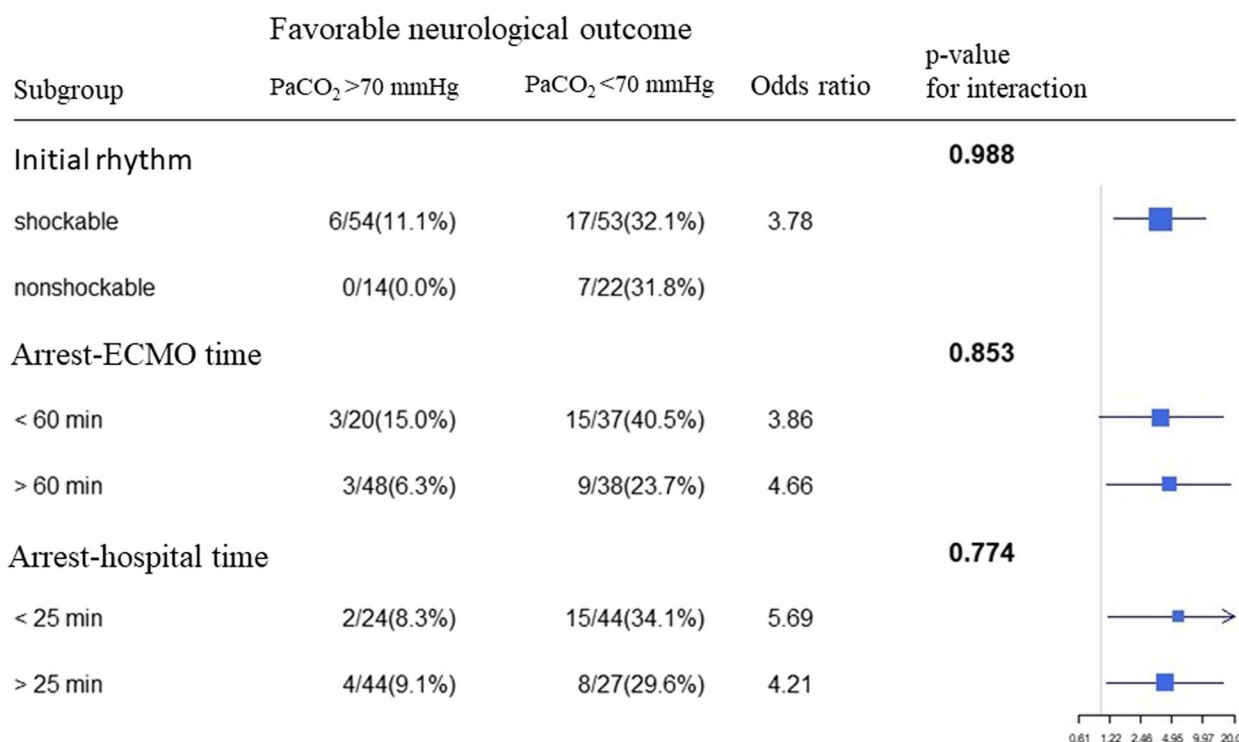 Favorable neurological outcome
Subgroup PaCO₂ >70 mmHg PaCO₂ <70 mmHg Odds ratio p-value for interaction
Initial rhythm 0.988
shockable 6/54(11.1%) 17/53(32.1%) 3.78
nonshockable 0/14(0.0%) 7/22(31.8%)
Arrest-ECMO time 0.853
< 60 min 3/20(15.0%) 15/37(40.5%) 3.86
> 60 min 3/48(6.3%) 9/38(23.7%) 4.66
Arrest-hospital time 0.774
< 25 min 2/24(8.3%) 15/44(34.1%) 5.69
> 25 min 4/44(9.1%) 8/27(29.6%) 4.21
0.61 1.22 2.46 4.95 9.97 20.0